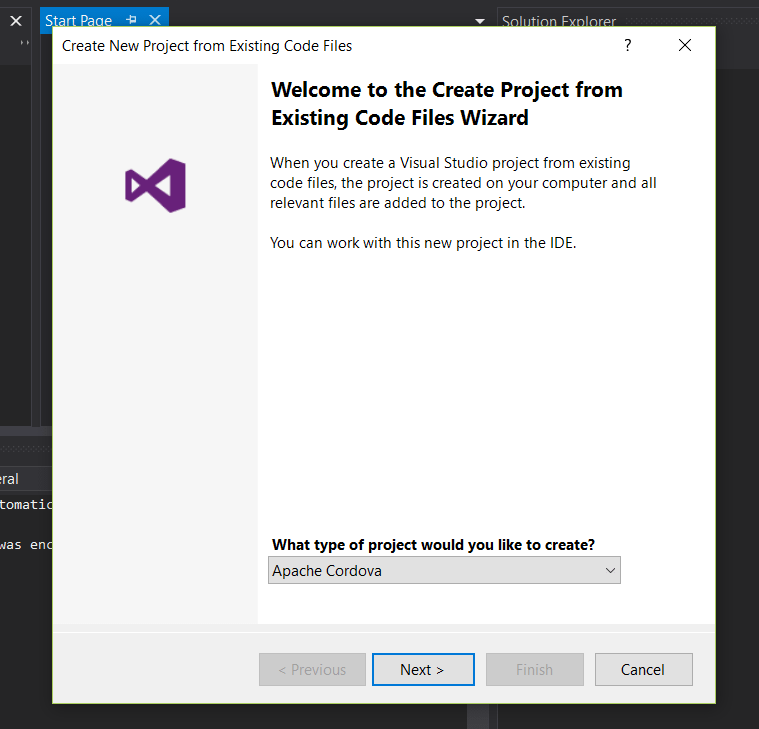 Start Page
Solution Explorer
Create New Project from Existing Code Files
?
Welcome to the Create Project from
Existing Code Files Wizard
When you create a Visual Studio project from existing
code files, the project is created on your computer and all
relevant files are added to the project.
You can work with this new project in the IDE.
eral
tomatic
was enc
What type of project would you like to create?
Apache Cordova
< Previous
Next >
Finish
Cancel